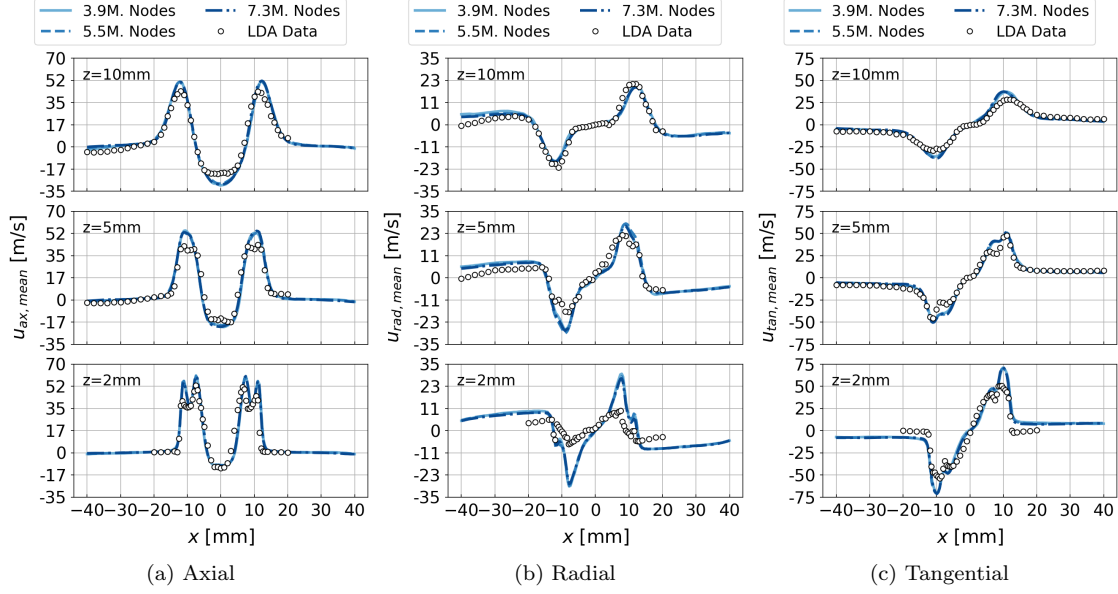 3.9M. Nodes 7.3M. Nodes
5.5M. Nodes LDA Data
3.9M. Nodes 7.3M. Nodes
5.5M. Nodes LDA Data
3.9M. Nodes 7.3M. Nodes
5.5M. Nodes LDA Data
u_ax,mean [m/s]
70
52
35
17
0
-17
-35
z=10mm
70
52
35
17
0
-17
-35
z=5mm
70
52
35
17
0
-17
-35
z=2mm
−40 −30 −20 −10 0 10 20 30 40
x [mm]
(a) Axial
u_rad,mean [m/s]
35
23
11
0
-11
-23
-35
z=10mm
35
23
11
0
-11
-23
-35
z=5mm
35
23
11
0
-11
-23
-35
z=2mm
−40 −30 −20 −10 0 10 20 30 40
x [mm]
(b) Radial
u_tan,mean [m/s]
75
50
25
0
-25
-50
-75
z=10mm
75
50
25
0
-25
-50
-75
z=5mm
75
50
25
0
-25
-50
-75
z=2mm
−40 −30 −20 −10 0 10 20 30 40
x [mm]
(c) Tangential